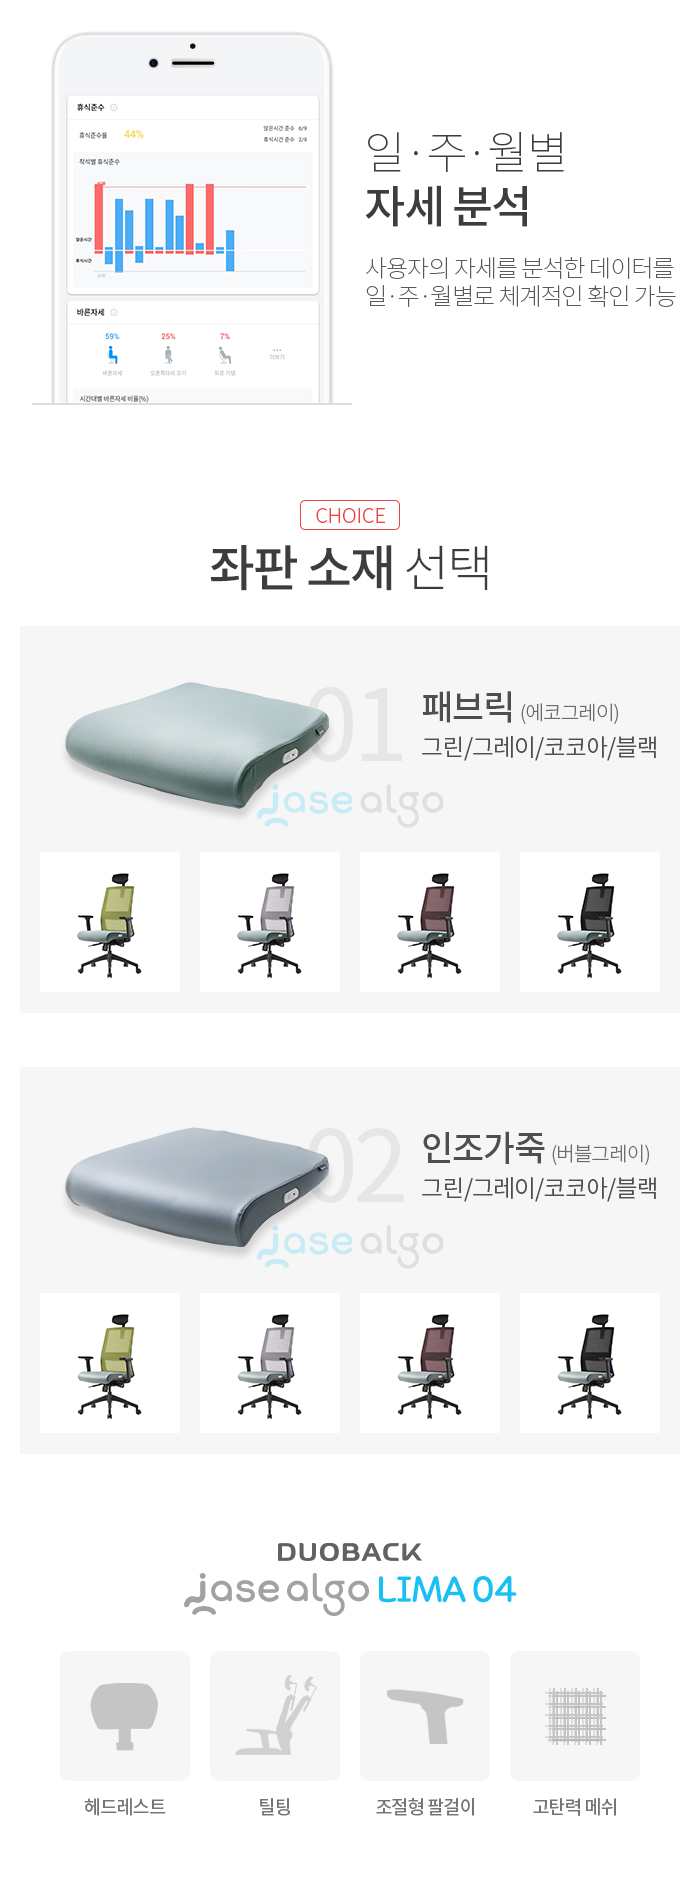 휴식준수
휴식준수율 44%
앉은시간 준수 6/9
휴식시간 준수 2/9
착석별 휴식준수
앉은시간
휴식시간
바른자세
59% 25% 7%
바른자세 오른쪽다리 꼬기 뒤로 기댐 더보기
시간대별 바른자세 비율(%)
일·주·월별
자세 분석
사용자의 자세를 분석한 데이터를
일·주·월별로 체계적인 확인 가능
CHOICE
좌판 소재 선택
01
패브릭 (에코그레이)
그린/그레이/코코아/블랙
jase algo
02
인조가죽 (버블그레이)
그린/그레이/코코아/블랙
jase algo
DUOBACK
jase algo LIMA 04
헤드레스트
틸팅
조절형 팔걸이
고탄력 메쉬